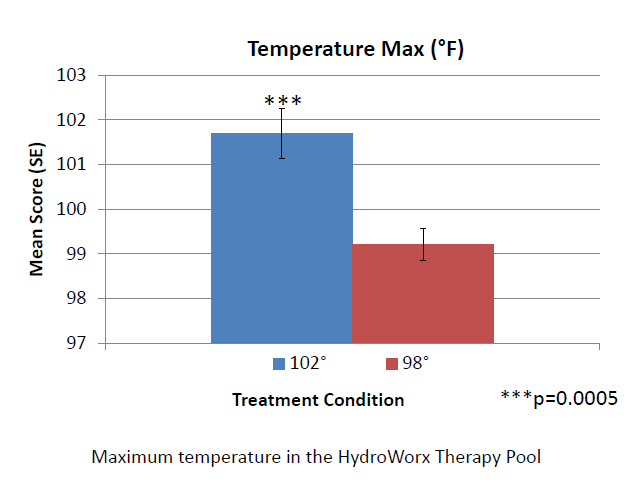 Temperature Max (°F)
103
102
101
100
99
98
97
Mean Score (SE)
***
102°
98°
Treatment Condition
***p=0.0005
Maximum temperature in the HydroWorx Therapy Pool